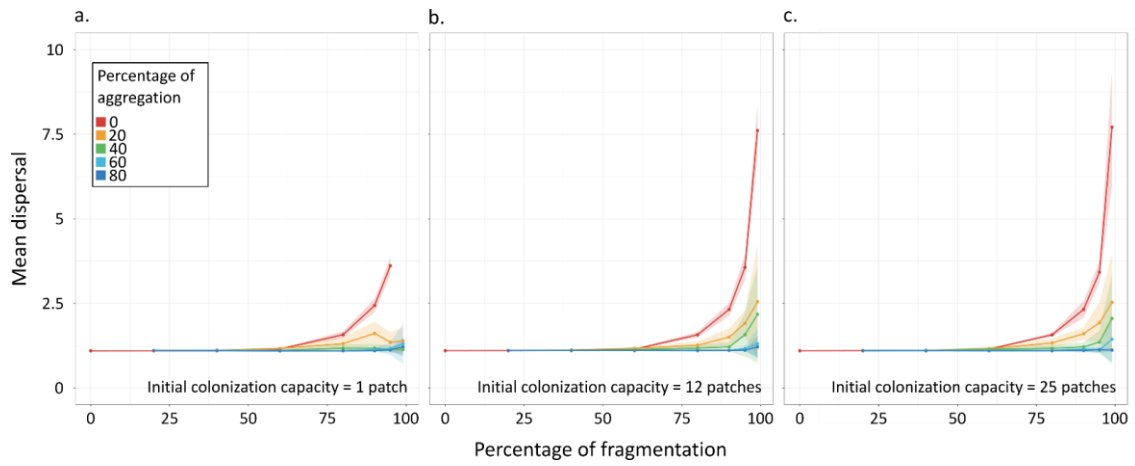 a.
b.
c.
10
7.5
5
2.5
0
Mean dispersal
Percentage of
aggregation
0
20
40
60
80
Initial colonization capacity = 1 patch
Initial colonization capacity = 12 patches
Initial colonization capacity = 25 patches
0 25 50 75 100
0 25 50 75 100
0 25 50 75 100
Percentage of fragmentation